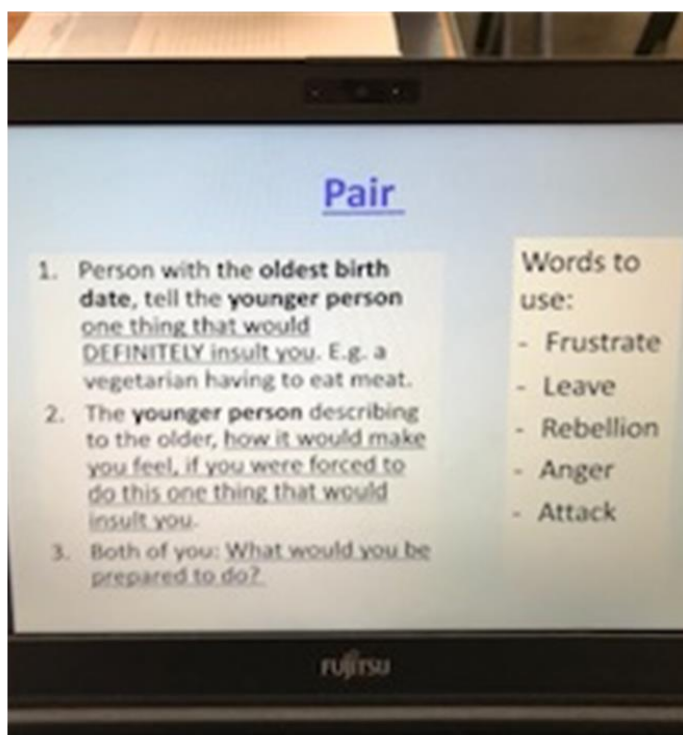 Pair
1. Person with the oldest birth
date, tell the younger person
one thing that would
DEFINITELY insult you. E.g. a
vegetarian having to eat meat.
2. The younger person describing
to the older, how it would make
you feel, if you were forced to
do this one thing that would
insult you.
3. Both of you: What would you be
prepared to do?
Words to
use:
- Frustrate
- Leave
- Rebellion
- Anger
- Attack
FUJITSU